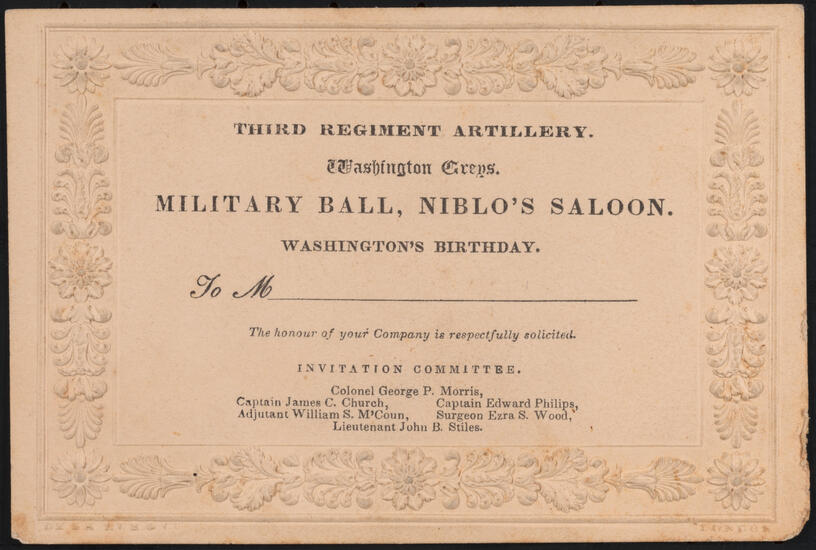 THIRD REGIMENT ARTILLERY.
Washington Greys.
MILITARY BALL, NIBLO'S SALOON.
WASHINGTON'S BIRTHDAY.
To M
The honour of your Company is respectfully solicited.
INVITATION COMMITTEE.
Colonel George P. Morris,
Captain James C. Church, Captain Edward Philips,
Adjutant William S. M'Coun, Surgeon Ezra S. Wood,
Lieutenant John B. Stiles.
LONDON